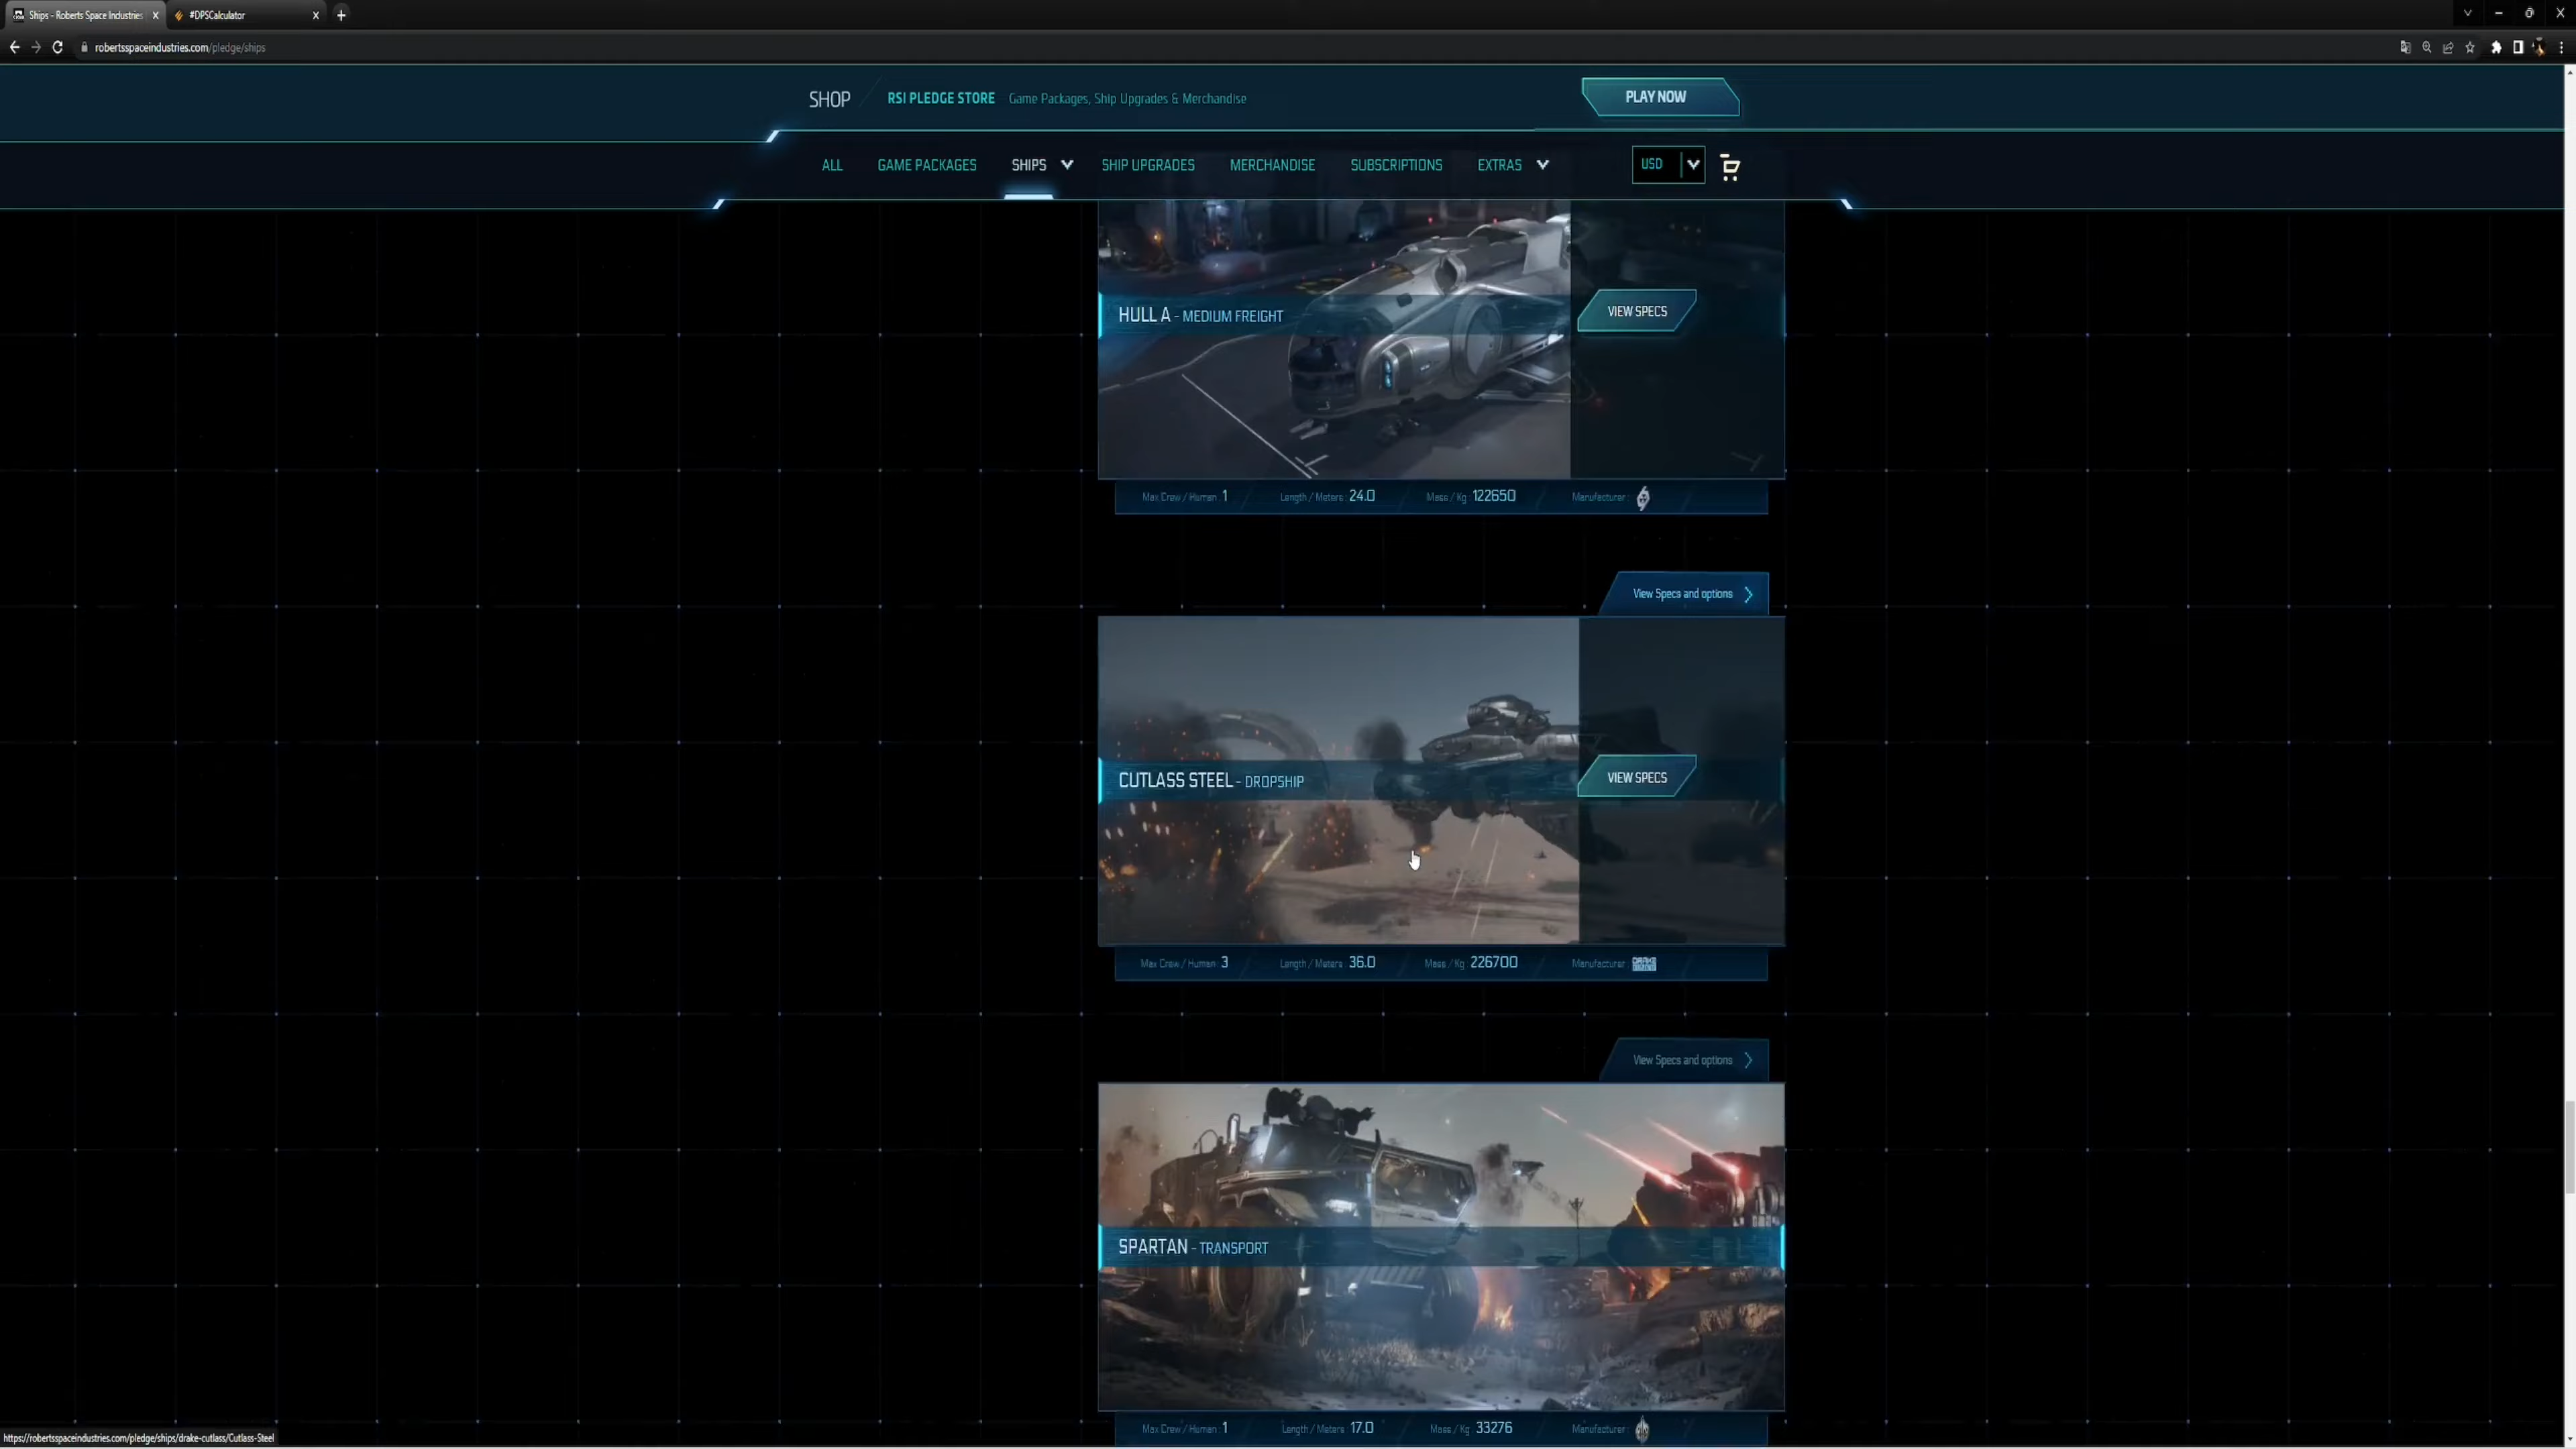 Ships - Roberts Space Industries
#DPSCalculator
robertsspaceindustries.com/pledge/ships
SHOP
RSI PLEDGE STORE
Game Packages, Ship Upgrades & Merchandise
PLAY NOW
ALL
GAME PACKAGES
SHIPS
SHIP UPGRADES
MERCHANDISE
SUBSCRIPTIONS
EXTRAS
USD
HULL A - MEDIUM FREIGHT
VIEW SPECS
Max Crew / Human : 1
Length / Meters : 24.0
Mass / Kg : 122650
Manufacturer :
View Specs and options
CUTLASS STEEL - DROPSHIP
VIEW SPECS
Max Crew / Human : 3
Length / Meters : 36.0
Mass / Kg : 226700
Manufacturer : DRAKE
View Specs and options
SPARTAN - TRANSPORT
Max Crew / Human : 1
Length / Meters : 17.0
Mass / Kg : 33276
Manufacturer :
https://robertsspaceindustries.com/pledge/ships/drake-cutlass/Cutlass-Steel